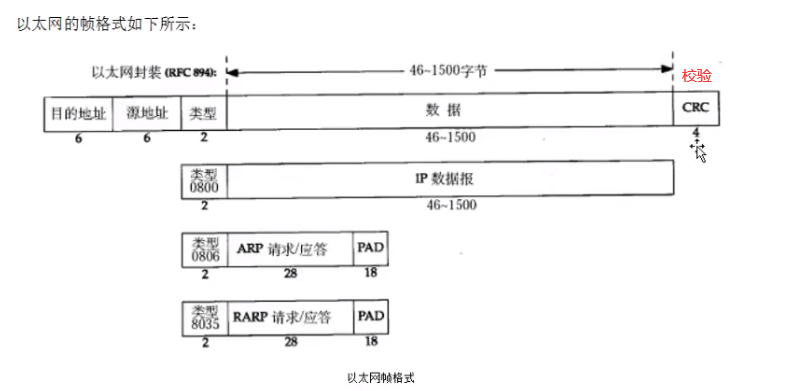 以太网的帧格式如下所示：
以太网封装 (RFC 894): 46~1500字节
校验
目的地址 源地址 类型 数 据 CRC
6 6 2 46~1500 4
类型 0800 IP 数据报
2 46~1500
类型 0806 ARP 请求/应答 PAD
2 28 18
类型 8035 RARP 请求/应答 PAD
2 28 18
以太网帧格式